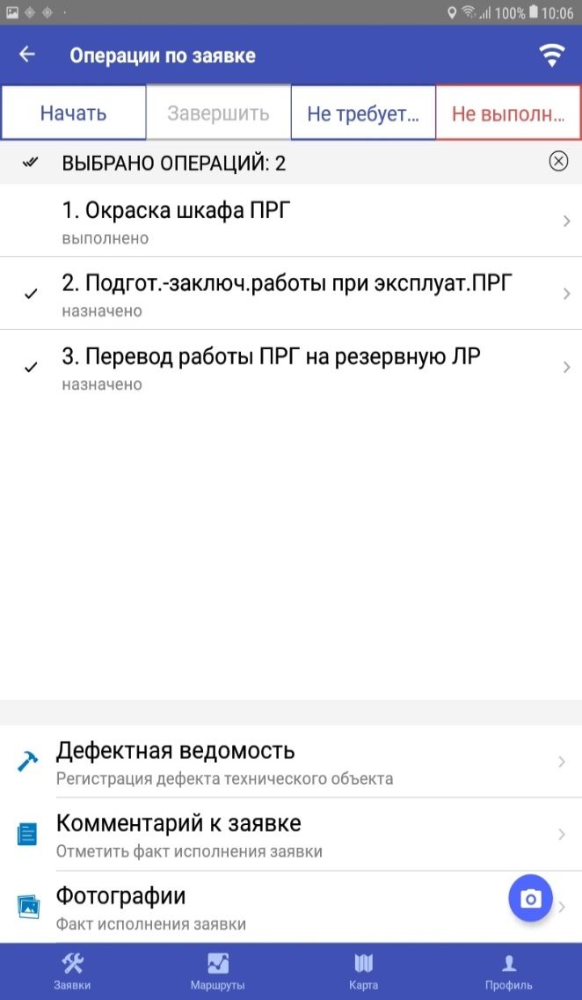 100% 10:06
Операции по заявке
Начать Завершить Не требует... Не выполн...
ВЫБРАНО ОПЕРАЦИЙ: 2
1. Окраска шкафа ПРГ
выполнено
2. Подгот.-заключ.работы при эксплуат.ПРГ
назначено
3. Перевод работы ПРГ на резервную ЛР
назначено
Дефектная ведомость
Регистрация дефекта технического объекта
Комментарий к заявке
Отметить факт исполнения заявки
Фотографии
Факт исполнения заявки
Заявки Маршруты Карта Профиль